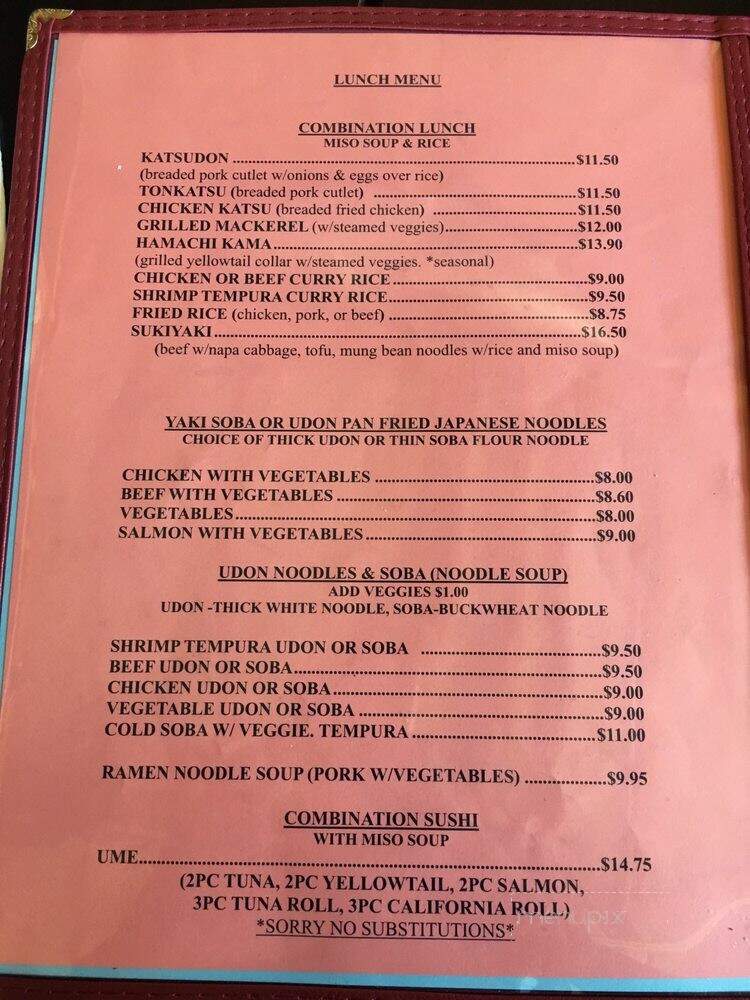 LUNCH MENU
COMBINATION LUNCH
MISO SOUP & RICE
KATSUDON ........ $11.50
(breaded pork cutlet w/onions & eggs over rice)
TONKATSU (breaded pork cutlet) ........ $11.50
CHICKEN KATSU (breaded fried chicken) ........ $11.50
GRILLED MACKEREL (w/steamed veggies)........ $12.00
HAMACHI KAMA........ $13.90
(grilled yellowtail collar w/steamed veggies. *seasonal)
CHICKEN OR BEEF CURRY RICE........ $9.00
SHRIMP TEMPURA CURRY RICE........ $9.50
FRIED RICE (chicken, pork, or beef) ........ $8.75
SUKIYAKI........ $16.50
(beef w/napa cabbage, tofu, mung bean noodles w/rice and miso soup)
YAKI SOBA OR UDON PAN FRIED JAPANESE NOODLES
CHOICE OF THICK UDON OR THIN SOBA FLOUR NOODLE
CHICKEN WITH VEGETABLES ........ $8.00
BEEF WITH VEGETABLES ........ $8.60
VEGETABLES........ $8.00
SALMON WITH VEGETABLES........ $9.00
UDON NOODLES & SOBA (NOODLE SOUP)
ADD VEGGIES $1.00
UDON -THICK WHITE NOODLE, SOBA-BUCKWHEAT NOODLE
SHRIMP TEMPURA UDON OR SOBA ........ $9.50
BEEF UDON OR SOBA........ $9.50
CHICKEN UDON OR SOBA........ $9.00
VEGETABLE UDON OR SOBA ........ $9.00
COLD SOBA W/ VEGGIE. TEMPURA........ $11.00
RAMEN NOODLE SOUP (PORK W/VEGETABLES) ........ $9.95
COMBINATION SUSHI
WITH MISO SOUP
UME........ $14.75
(2PC TUNA, 2PC YELLOWTAIL, 2PC SALMON,
3PC TUNA ROLL, 3PC CALIFORNIA ROLL)
menupix
*SORRY NO SUBSTITUTIONS*